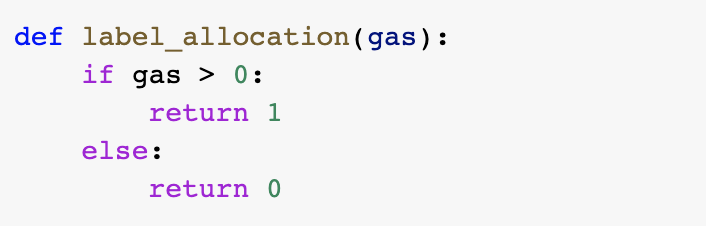 def label_allocation(gas):
    if gas > 0:
        return 1
    else:
        return 0